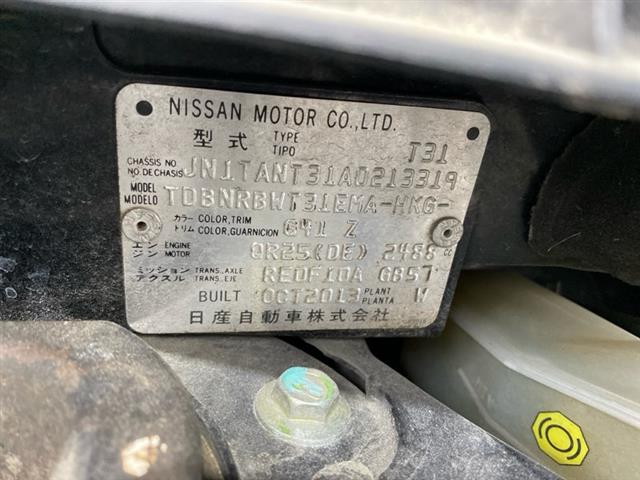 NISSAN MOTOR CO.,LTD.
型式 TYPE TIPO T31
CHASSIS NO NO.DE CHASIS JN1TANT31A0213319
MODEL MODELO TDBNRBWT31EMA-HKG-
カラー COLOR,TRIM トリム COLOR,GUARNICION G41 Z
エンジン ENGINE MOTOR QR25(DE) 2488cc
ミッション TRANS.,AXLE アクスル TRANS.,EJE RE0F10A GB57
BUILT OCT2013 PLANT PLANTA W
日産自動車株式会社